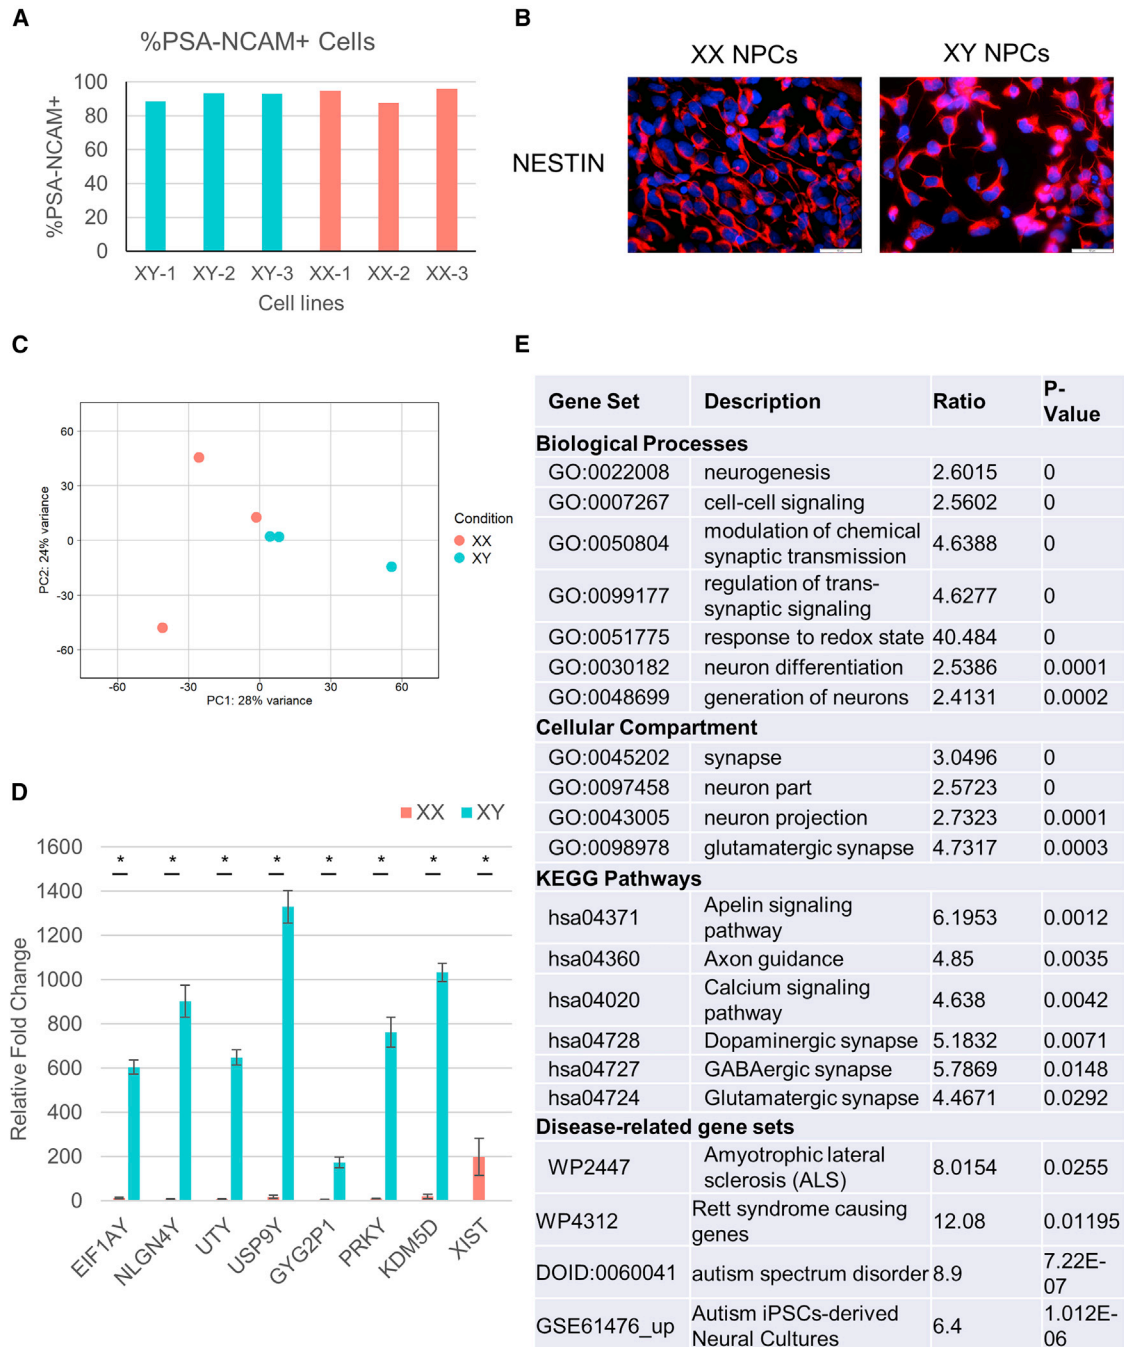 A
%PSA-NCAM+ Cells
%PSA-NCAM+
100
80
60
40
20
0
XY-1 XY-2 XY-3 XX-1 XX-2 XX-3
Cell lines
B
XX NPCs XY NPCs
NESTIN
C
PC2: 24% variance
60
30
0
-30
-60
-60 -30 0 30 60
PC1: 28% variance
Condition
XX
XY
D
XX XY
Relative Fold Change
1600
1400
1200
1000
800
600
400
200
0
* * * * * * * *
EIF1AY NLGN4Y UTY USP9Y GYG2P1 PRKY KDM5D XIST
E
Gene Set Description Ratio P-
Value
Biological Processes
GO:0022008 neurogenesis 2.6015 0
GO:0007267 cell-cell signaling 2.5602 0
GO:0050804 modulation of chemical
synaptic transmission 4.6388 0
GO:0099177 regulation of trans-
synaptic signaling 4.6277 0
GO:0051775 response to redox state 40.484 0
GO:0030182 neuron differentiation 2.5386 0.0001
GO:0048699 generation of neurons 2.4131 0.0002
Cellular Compartment
GO:0045202 synapse 3.0496 0
GO:0097458 neuron part 2.5723 0
GO:0043005 neuron projection 2.7323 0.0001
GO:0098978 glutamatergic synapse 4.7317 0.0003
KEGG Pathways
hsa04371 Apelin signaling
pathway 6.1953 0.0012
hsa04360 Axon guidance 4.85 0.0035
hsa04020 Calcium signaling
pathway 4.638 0.0042
hsa04728 Dopaminergic synapse 5.1832 0.0071
hsa04727 GABAergic synapse 5.7869 0.0148
hsa04724 Glutamatergic synapse 4.4671 0.0292
Disease-related gene sets
WP2447 Amyotrophic lateral
sclerosis (ALS) 8.0154 0.0255
WP4312 Rett syndrome causing
genes 12.08 0.01195
DOID:0060041 autism spectrum disorder 8.9 7.22E-
07
GSE61476_up Autism iPSCs-derived
Neural Cultures 6.4 1.012E-
06